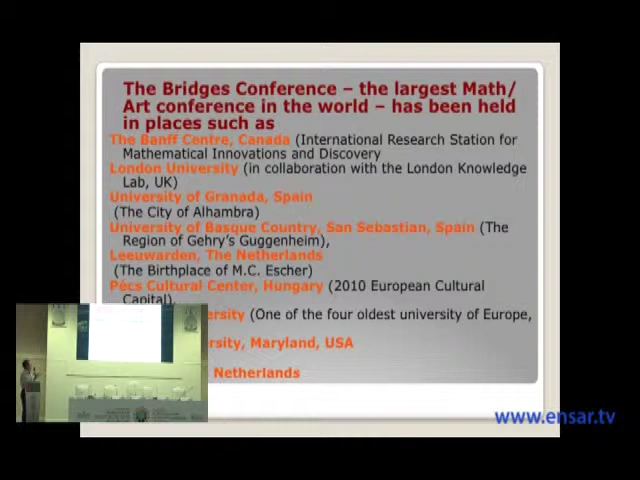 The Bridges Conference – the largest Math/
Art conference in the world – has been held
in places such as
The Banff Centre, Canada (International Research Station for
Mathematical Innovations and Discovery
London University (in collaboration with the London Knowledge
Lab, UK)
University of Granada, Spain
(The City of Alhambra)
University of Basque Country, San Sebastian, Spain (The
Region of Gehry's Guggenheim),
Leeuwarden, The Netherlands
(The Birthplace of M.C. Escher)
Pécs Cultural Center, Hungary (2010 European Cultural
Capital),
(One of the four oldest university of Europe,
Maryland, USA
Netherlands
www.ensar.tv